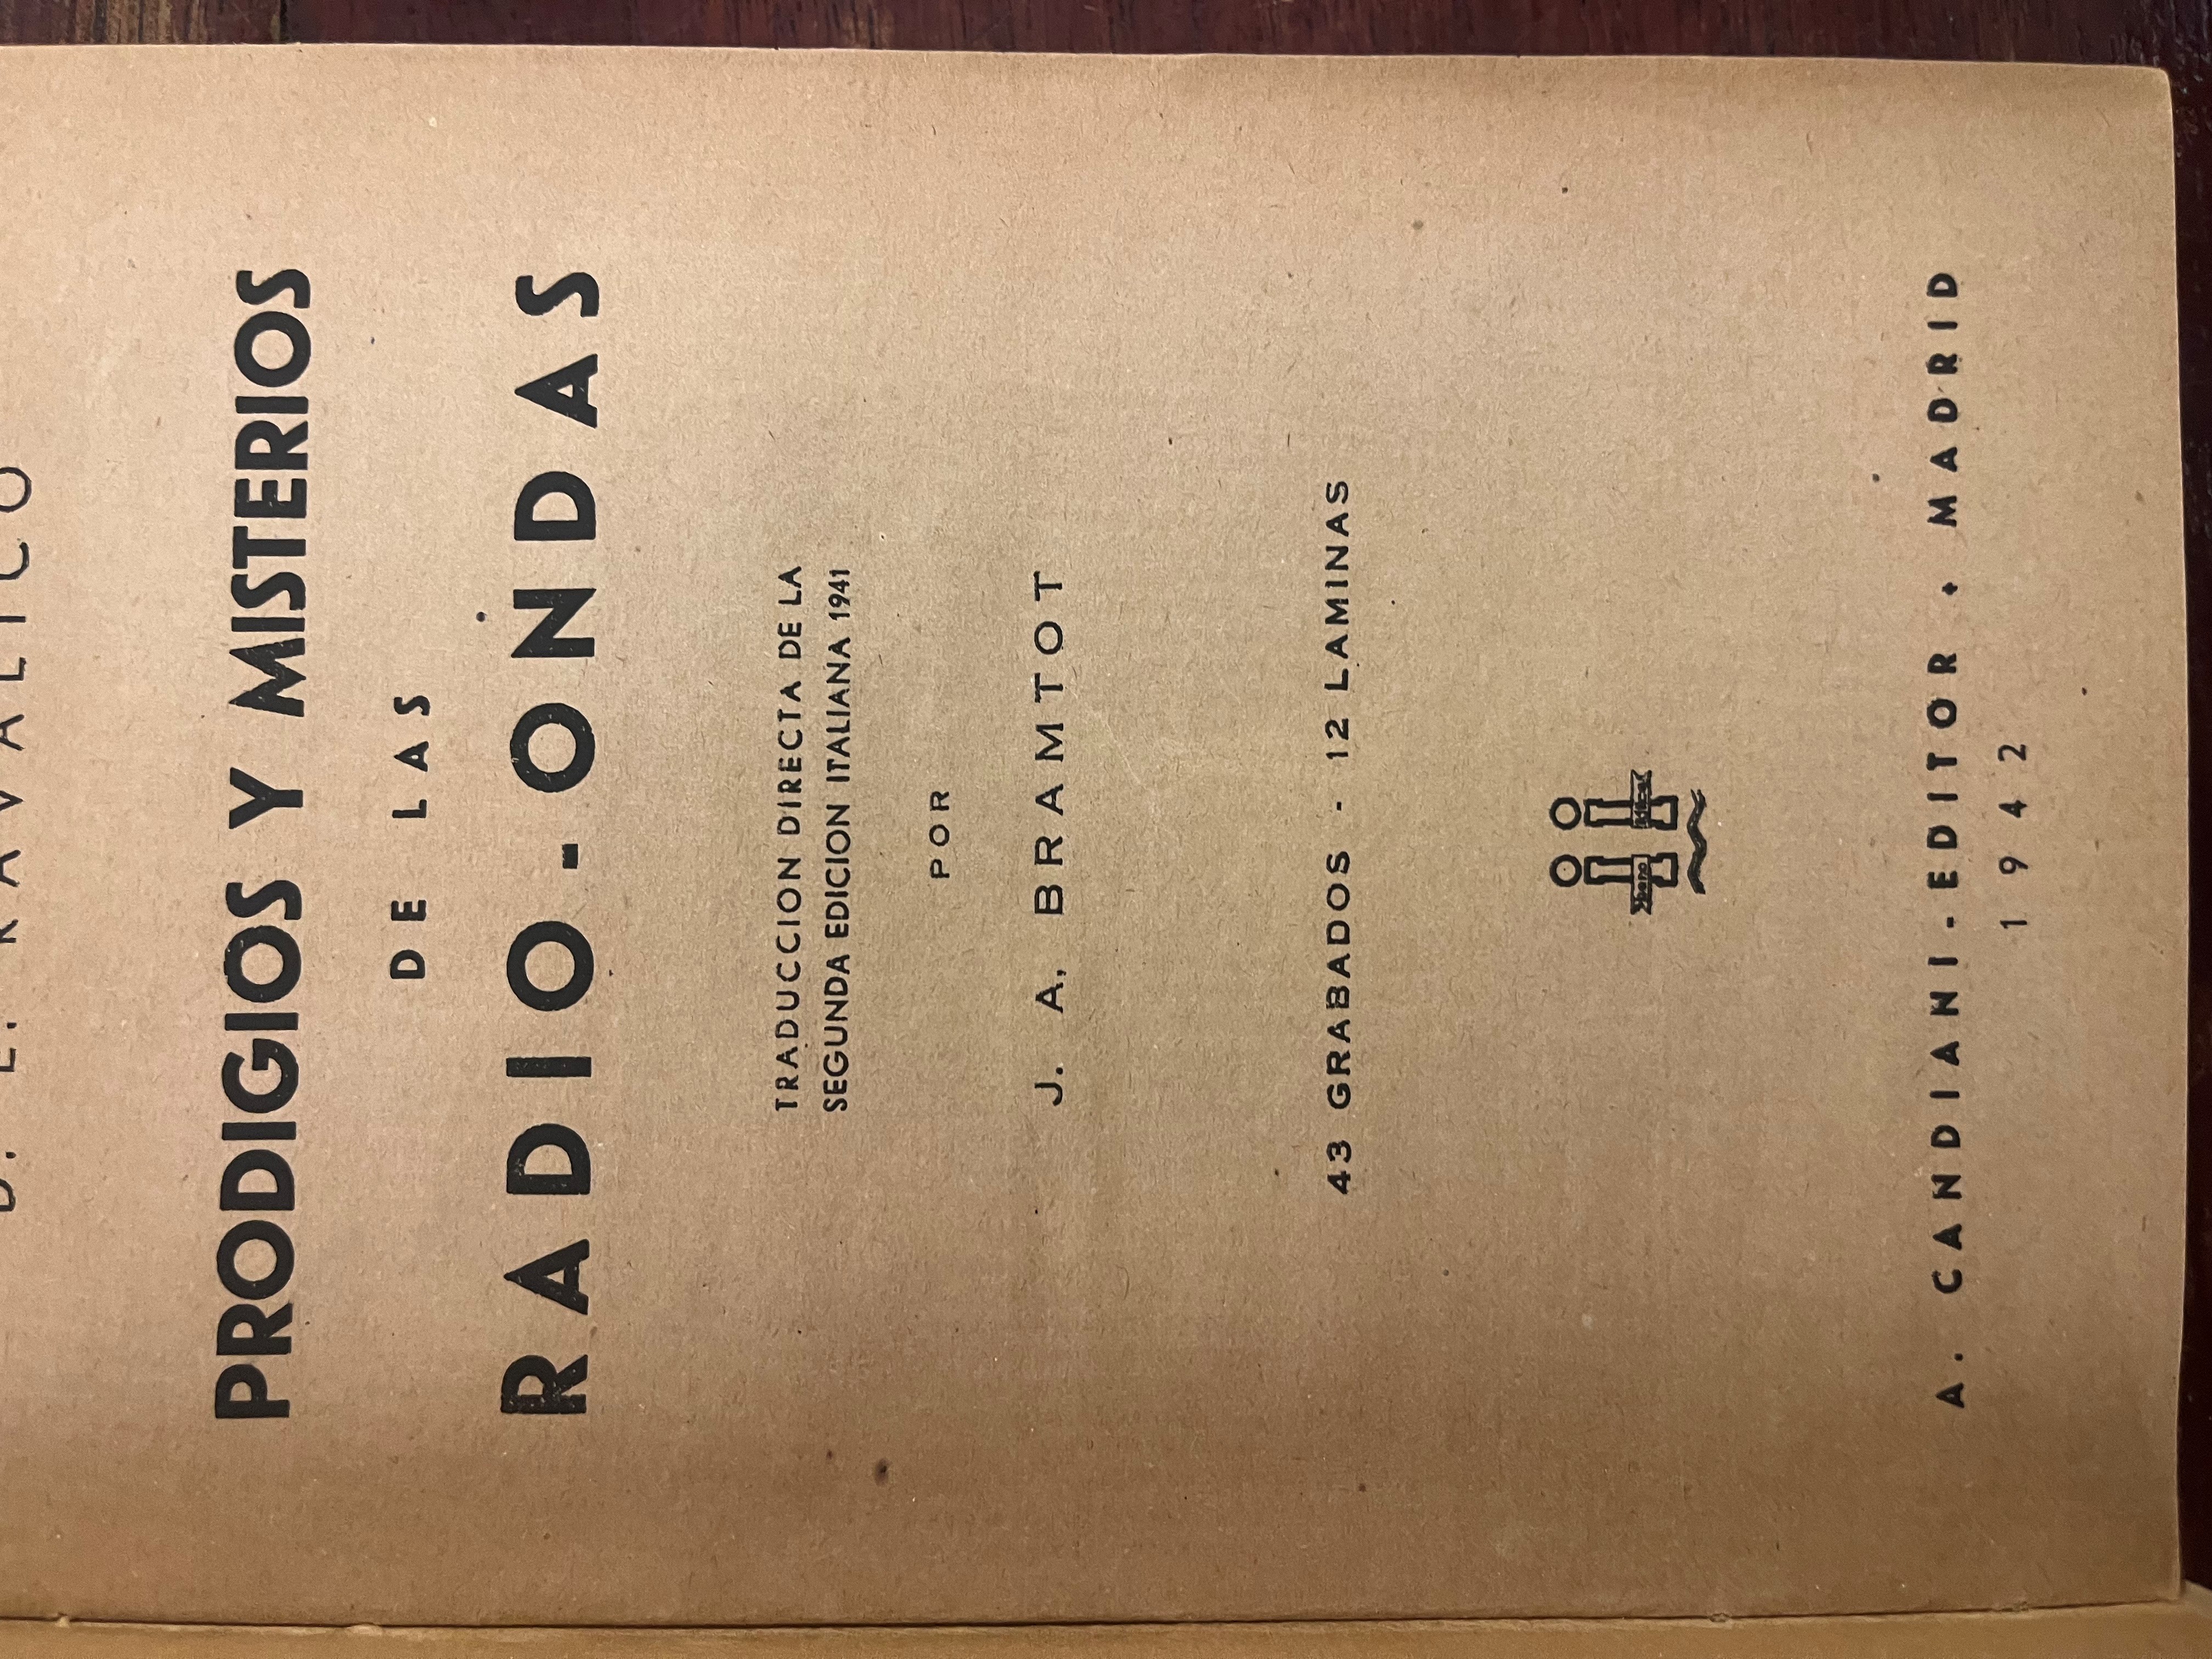 D. E. RAVALICO
PRODIGIOS Y MISTERIOS
DE LAS
RADIO-ONDAS
TRADUCCION DIRECTA DE LA
SEGUNDA EDICION ITALIANA 1941
POR
J. A. BRAMTOT
43 GRABADOS - 12 LAMINAS
A. CANDIANI-EDITOR + MADRID
1942